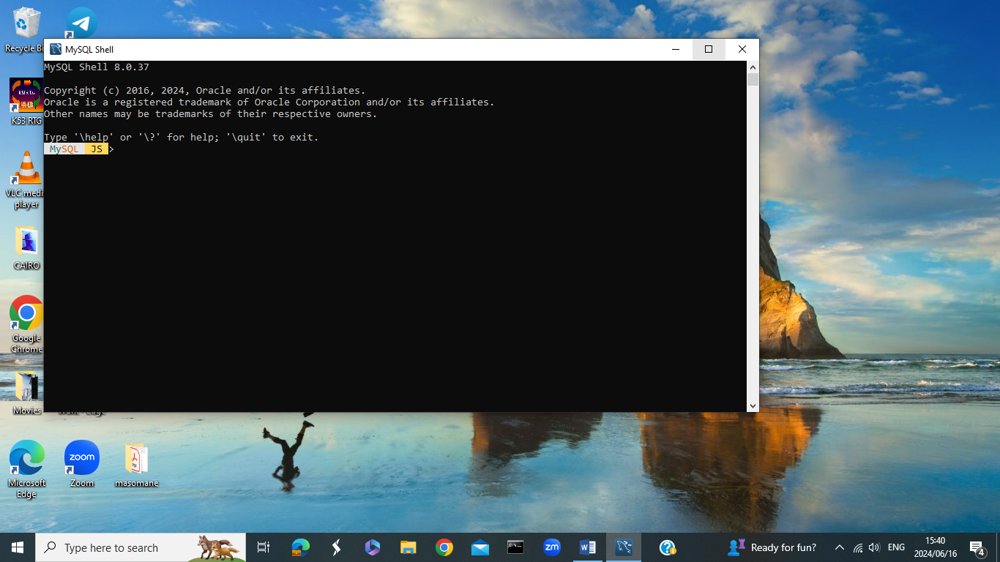 Recycle Bi
MySQL Shell
MySQL Shell 8.0.37
Copyright (c) 2016, 2024, Oracle and/or its affiliates.
Oracle is a registered trademark of Oracle Corporation and/or its affiliates.
Other names may be trademarks of their respective owners.
Type '\help' or '\?' for help; '\quit' to exit.
MySQL JS >
K53 RTG
VLC medi
player
CAIRO
Google
Chrome
Movies
Microsoft
Edge
zoom
Zoom
PDF
masomane
Type here to search
zm
Ready for fun?
ENG
15:40
2024/06/16
4